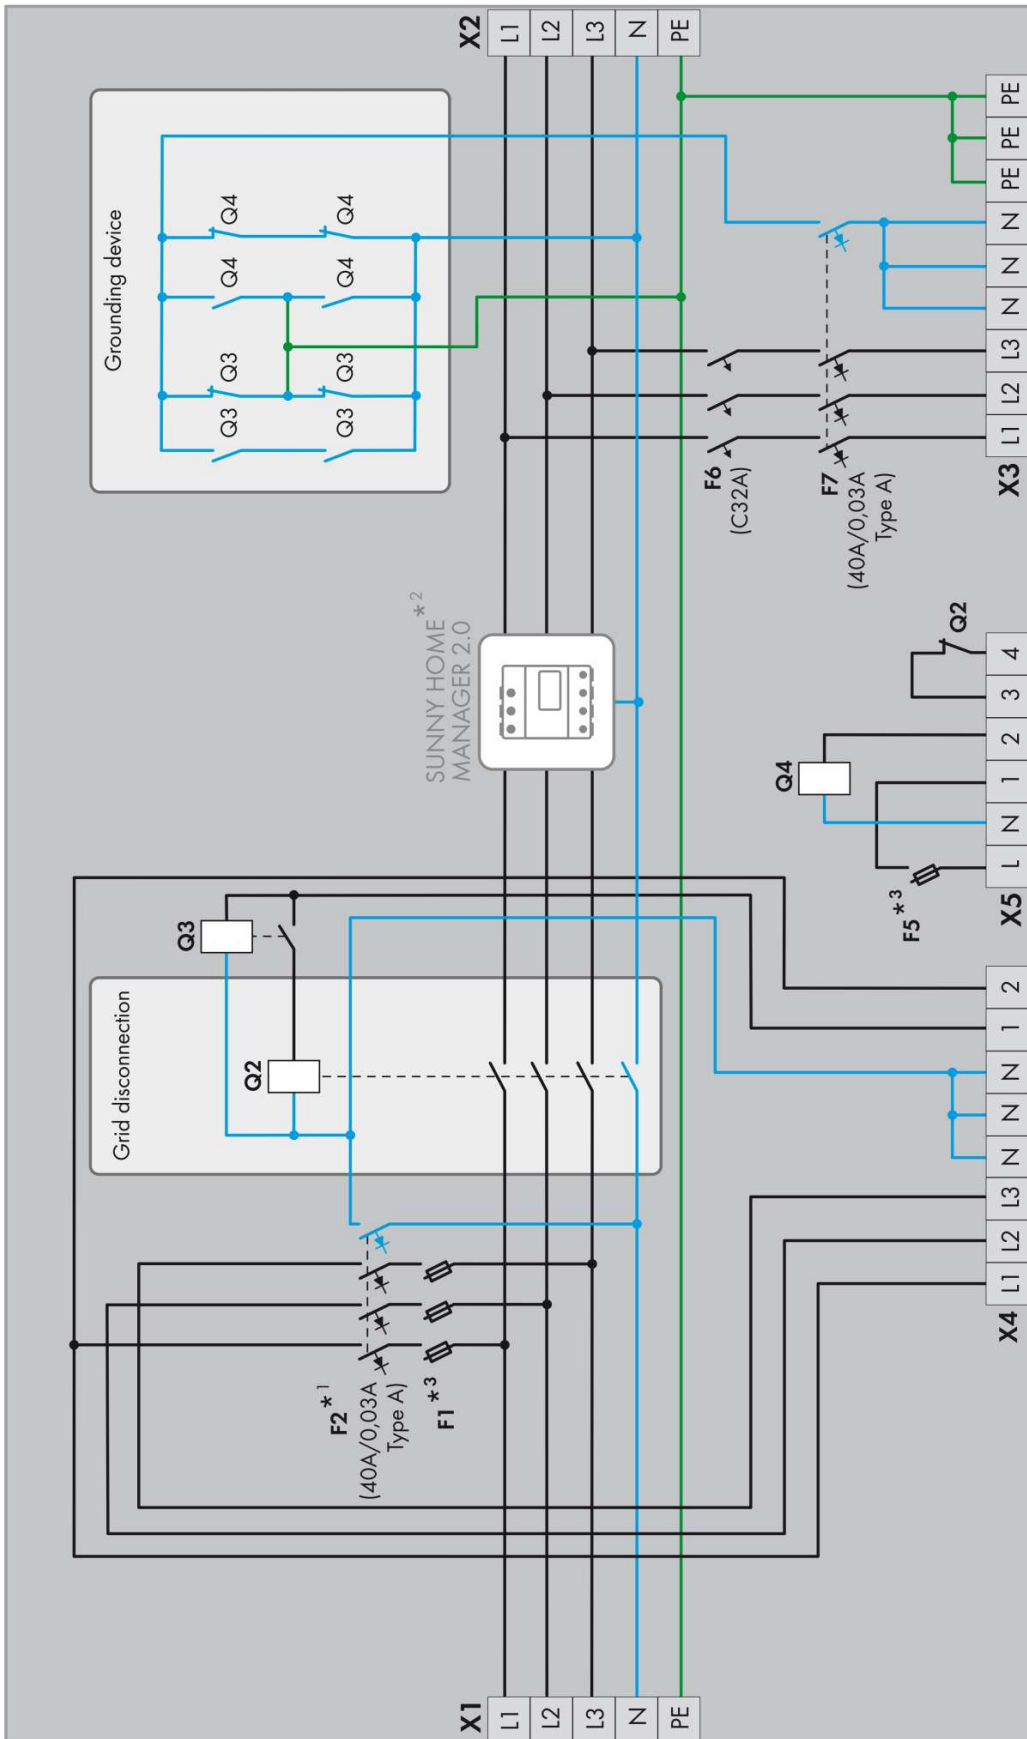 Grid disconnection
Grounding device
Q3
Q2
Q3
Q3
Q3
Q3
Q4
Q4
Q4
Q4
F2*1
(40A/0,03A
Type A)
F1*3
SUNNY HOME*2
MANAGER 2.0
X1
L1
L2
L3
N
PE
X2
L1
L2
L3
N
PE
F6
(C32A)
F7
(40A/0,03A
Type A)
F5*3
Q4
Q2
X4
L1
L2
L3
N
N
N
1
2
X5
L
N
1
2
3
4
X3
L1
L2
L3
N
N
N
PE
PE
PE